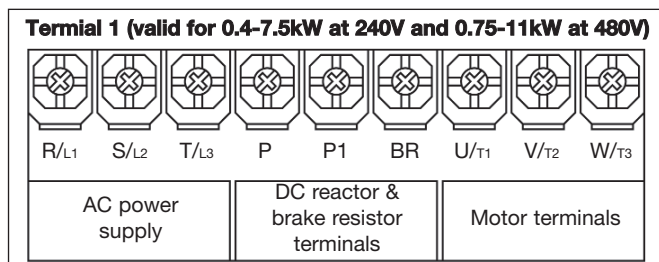 Termial 1 (valid for 0.4-7.5kW at 240V and 0.75-11kW at 480V)
R/L1 S/L2 T/L3 P P1 BR U/T1 V/T2 W/T3
AC power
supply
DC reactor &
brake resistor
terminals
Motor terminals